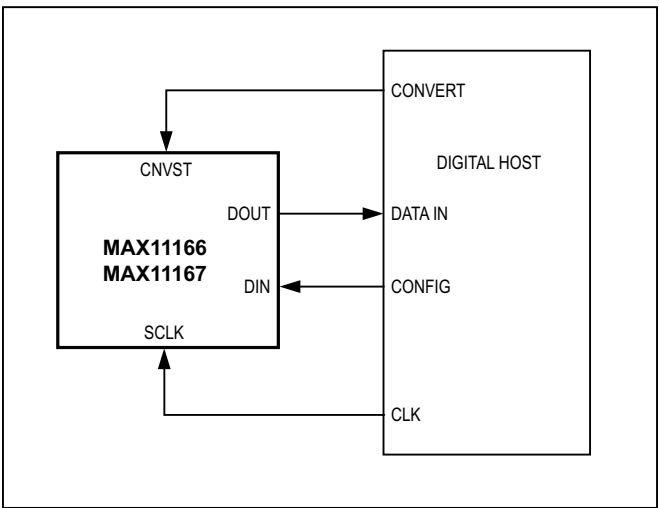 CONVERT
CNVST
DIGITAL HOST
DOUT
DATA IN
MAX11166
MAX11167
DIN
CONFIG
SCLK
CLK